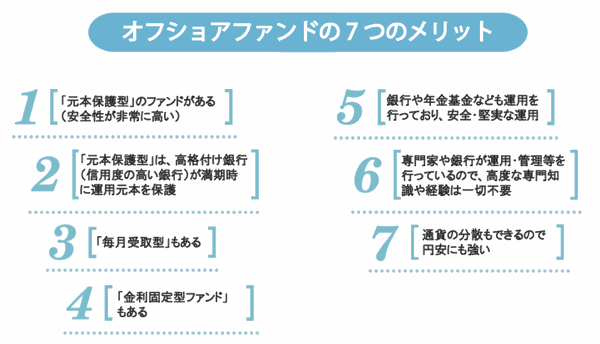 オフショアファンドの7つのメリット
1
「元本保護型」のファンドがある
(安全性が非常に高い)
2
「元本保護型」は、高格付け銀行
(信用度の高い銀行)が満期時
に運用元本を保護
3
「毎月受取型」もある
4
「金利固定型ファンド」
もある
5
銀行や年金基金なども運用を
行っており、安全・堅実な運用
6
専門家や銀行が運用・管理等を
行っているので、高度な専門知
識や経験は一切不要
7
通貨の分散もできるので
円安にも強い